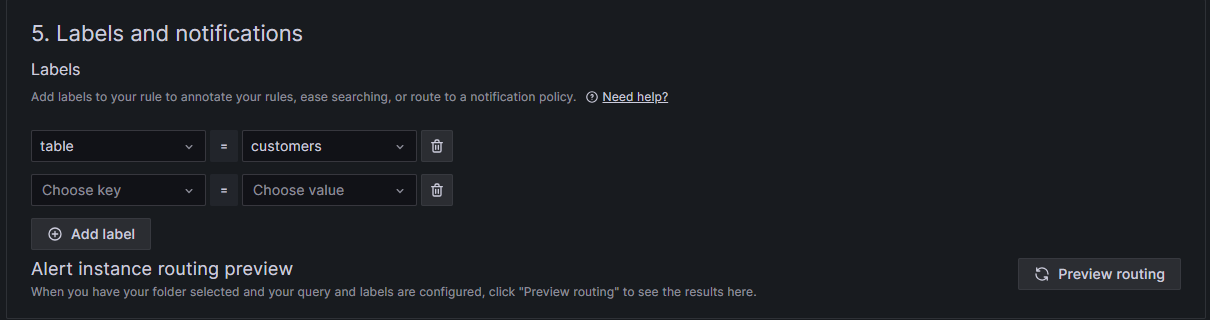 5. Labels and notifications
Labels
Add labels to your rule to annotate your rules, ease searching, or route to a notification policy. Need help?
table = customers
Choose key = Choose value
Add label
Alert instance routing preview
Preview routing
When you have your folder selected and your query and labels are configured, click "Preview routing" to see the results here.